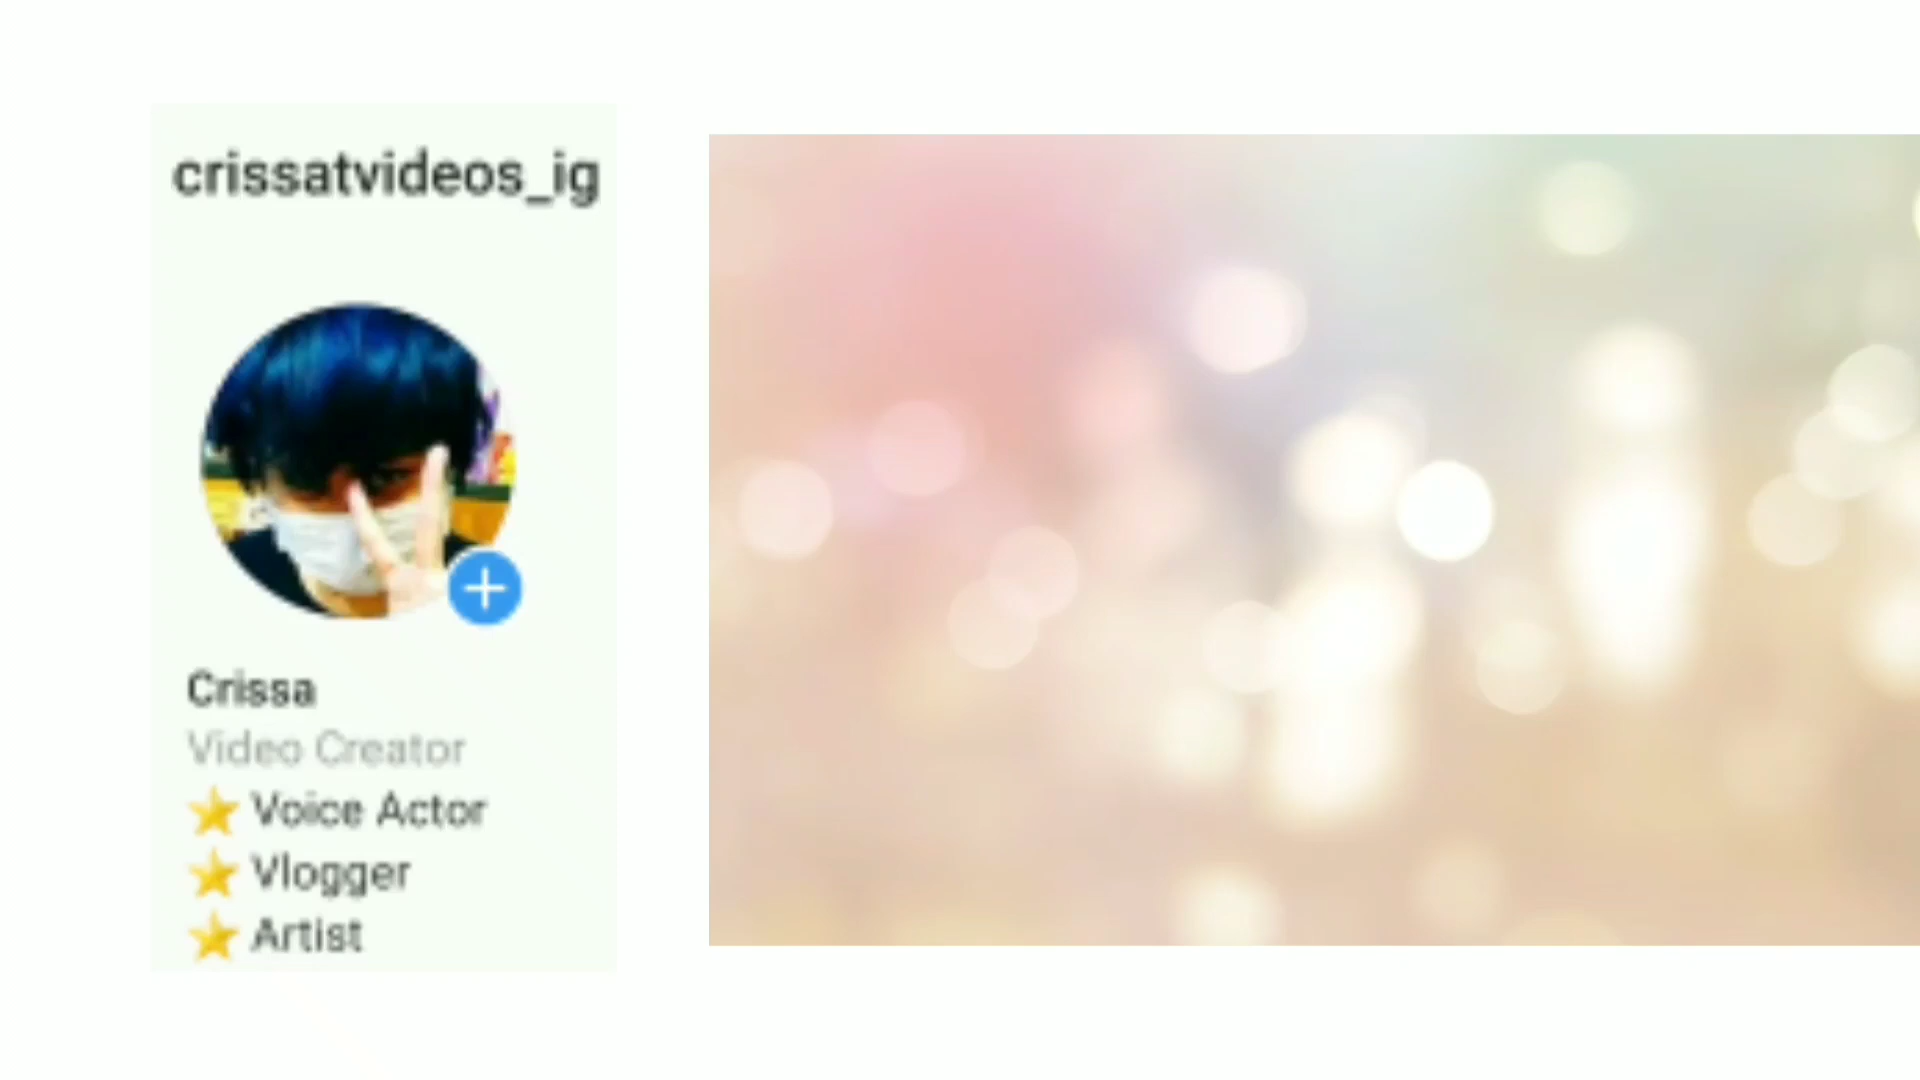 crissatvideos_ig
Crissa
Video Creator
⭐ Voice Actor
⭐ Vlogger
⭐ Artist